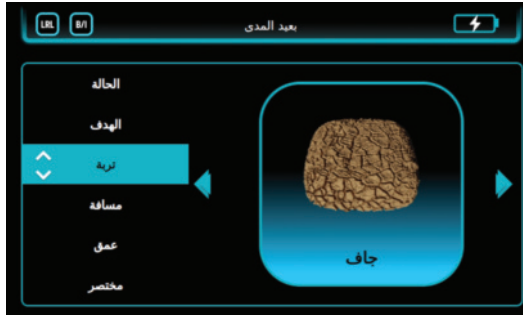 LRL B/I بعيد المدى
الحالة
الهدف
تربة
مسافة
عمق
مختصر
جاف